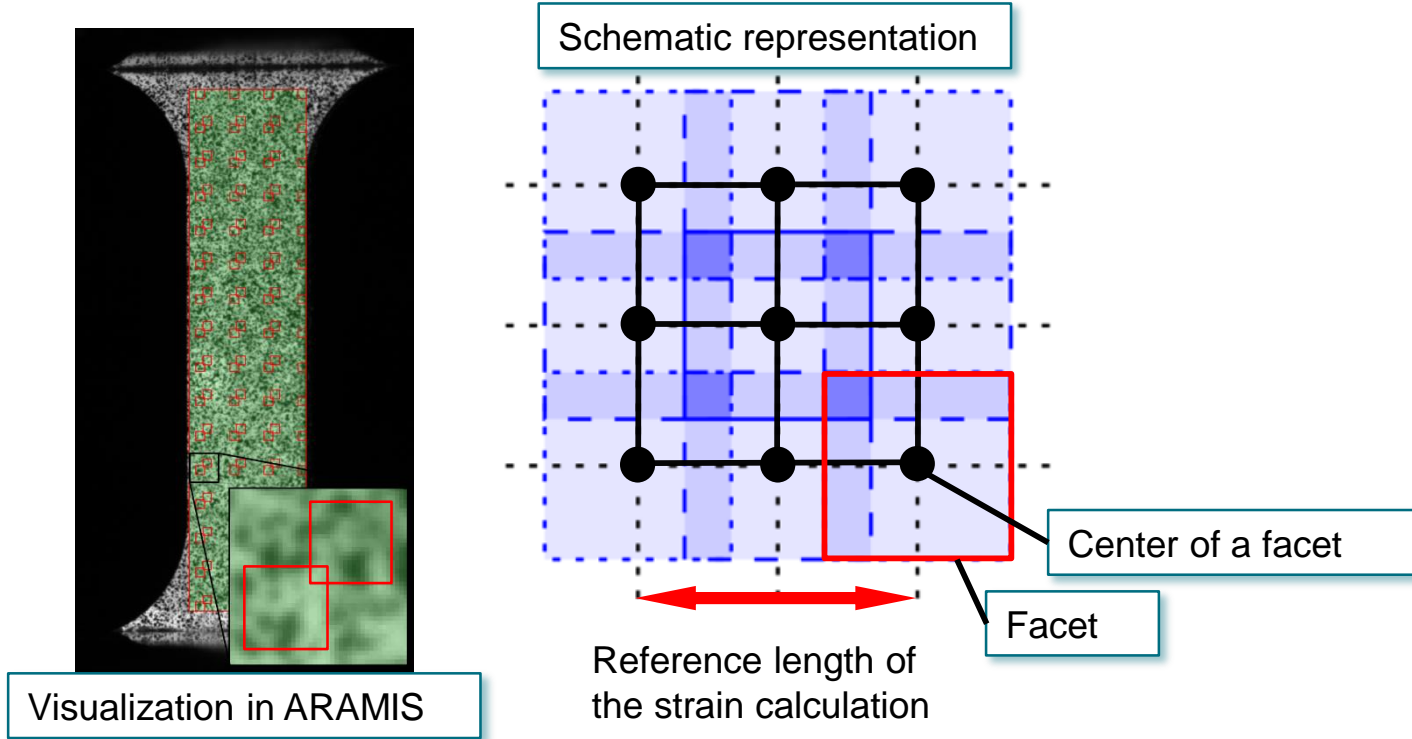 Schematic representation
Center of a facet
Facet
Reference length of
the strain calculation
Visualization in ARAMIS